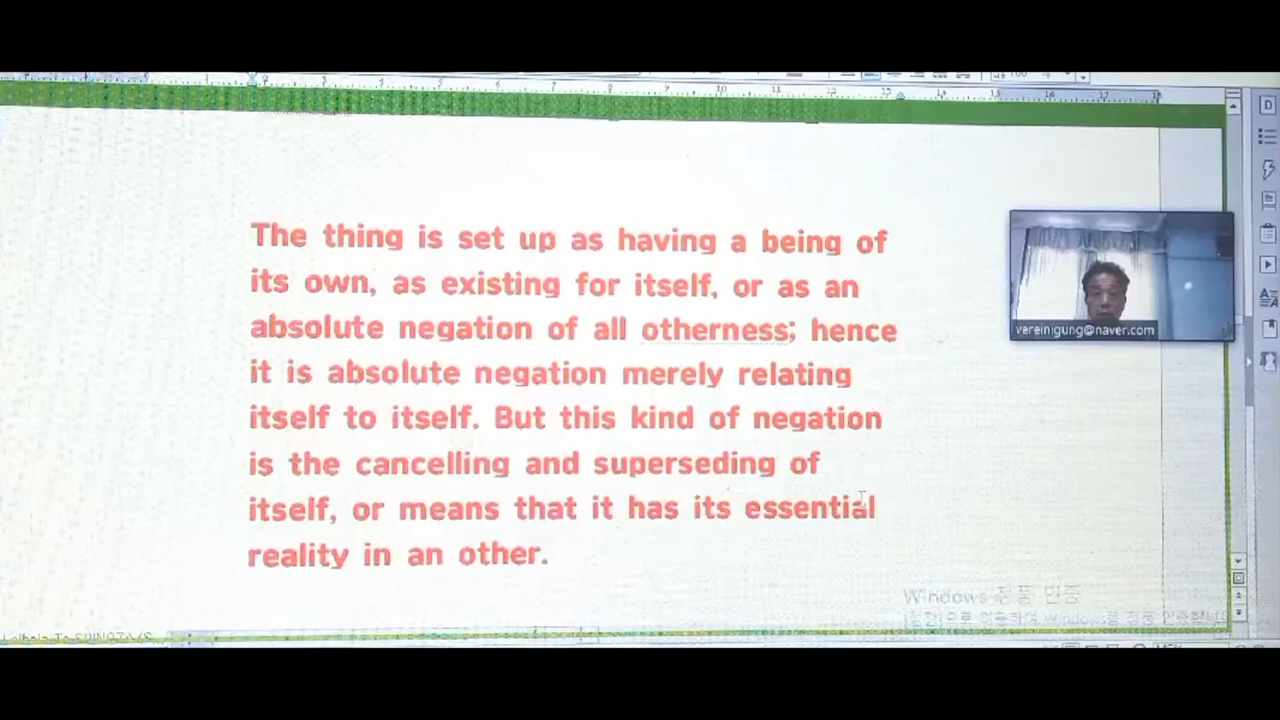 The thing is set up as having a being of
its own, as existing for itself, or as an
absolute negation of all otherness; hence
it is absolute negation merely relating
itself to itself. But this kind of negation
is the cancelling and superseding of
itself, or means that it has its essential
reality in an other.
vereinigung@naver.com
Windows 정품 인증